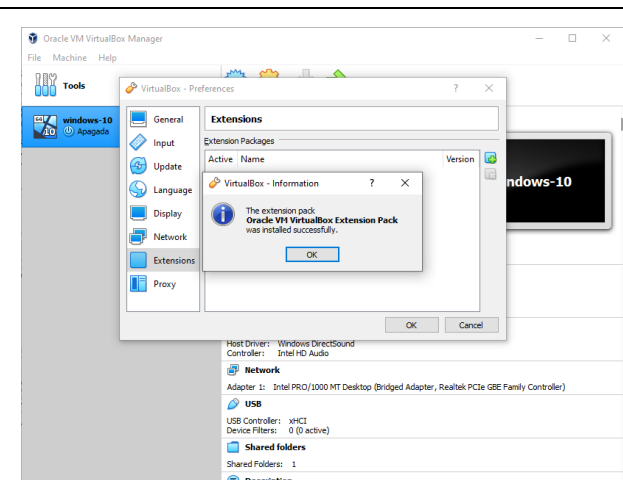 Oracle VM VirtualBox Manager
File Machine Help
Tools
windows-10
Apagada
64
10
VirtualBox - Preferences
General
Input
Update
Language
Display
Network
Extensions
Proxy
Extensions
Extension Packages
Active Name Version
VirtualBox - Information
The extension pack
Oracle VM VirtualBox Extension Pack
was installed successfully.
OK
OK Cancel
ndows-10
Host Driver: Windows DirectSound
Controller: Intel HD Audio
Network
Adapter 1: Intel PRO/1000 MT Desktop (Bridged Adapter, Realtek PCIe GBE Family Controller)
USB
USB Controller: xHCI
Device Filters: 0 (0 active)
Shared folders
Shared Folders: 1
Description